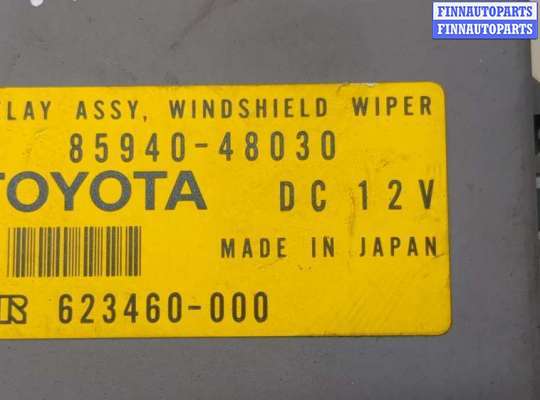 FINNAUTOPARTS
FINNAUTOPARTS
LAY ASSY, WINDSHIELD WIPER
85940-48030
TOYOTA DC 12V
MADE IN JAPAN
623460-000